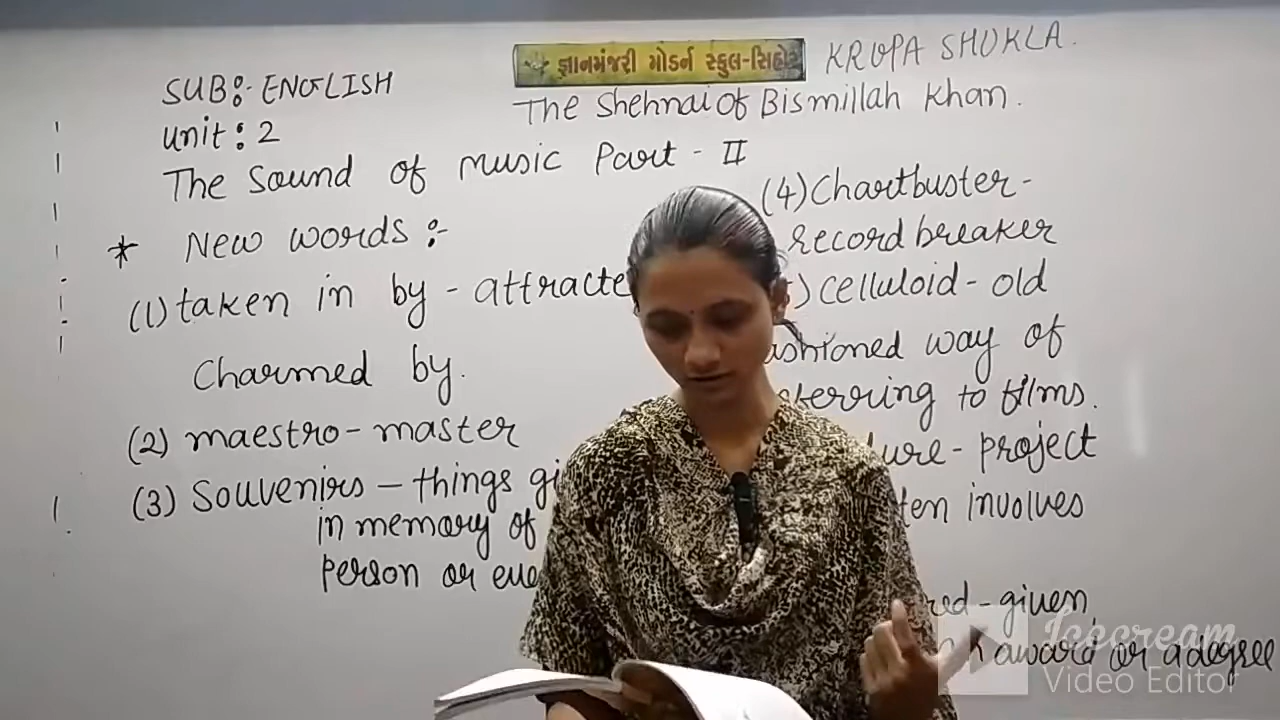 જ્ઞાનમંજરી મોડર્ન સ્કુલ-સિહોર
KRUPA SHUKLA.
SUB:- ENGLISH
The Shehnai of Bismillah Khan.
Unit : 2
The Sound of Music Part - II
* New words :-
(1) taken in by - attracte
Charmed by.
(2) maestro - master
(3) Souvenirs - things gi
in memory of
person or eve
(4) Chartbuster -
record breaker
) celluloid - old
ashioned way of
ferring to films.
ture - project
ten involves
red - given
award or a degree
Icecream
Video Editor